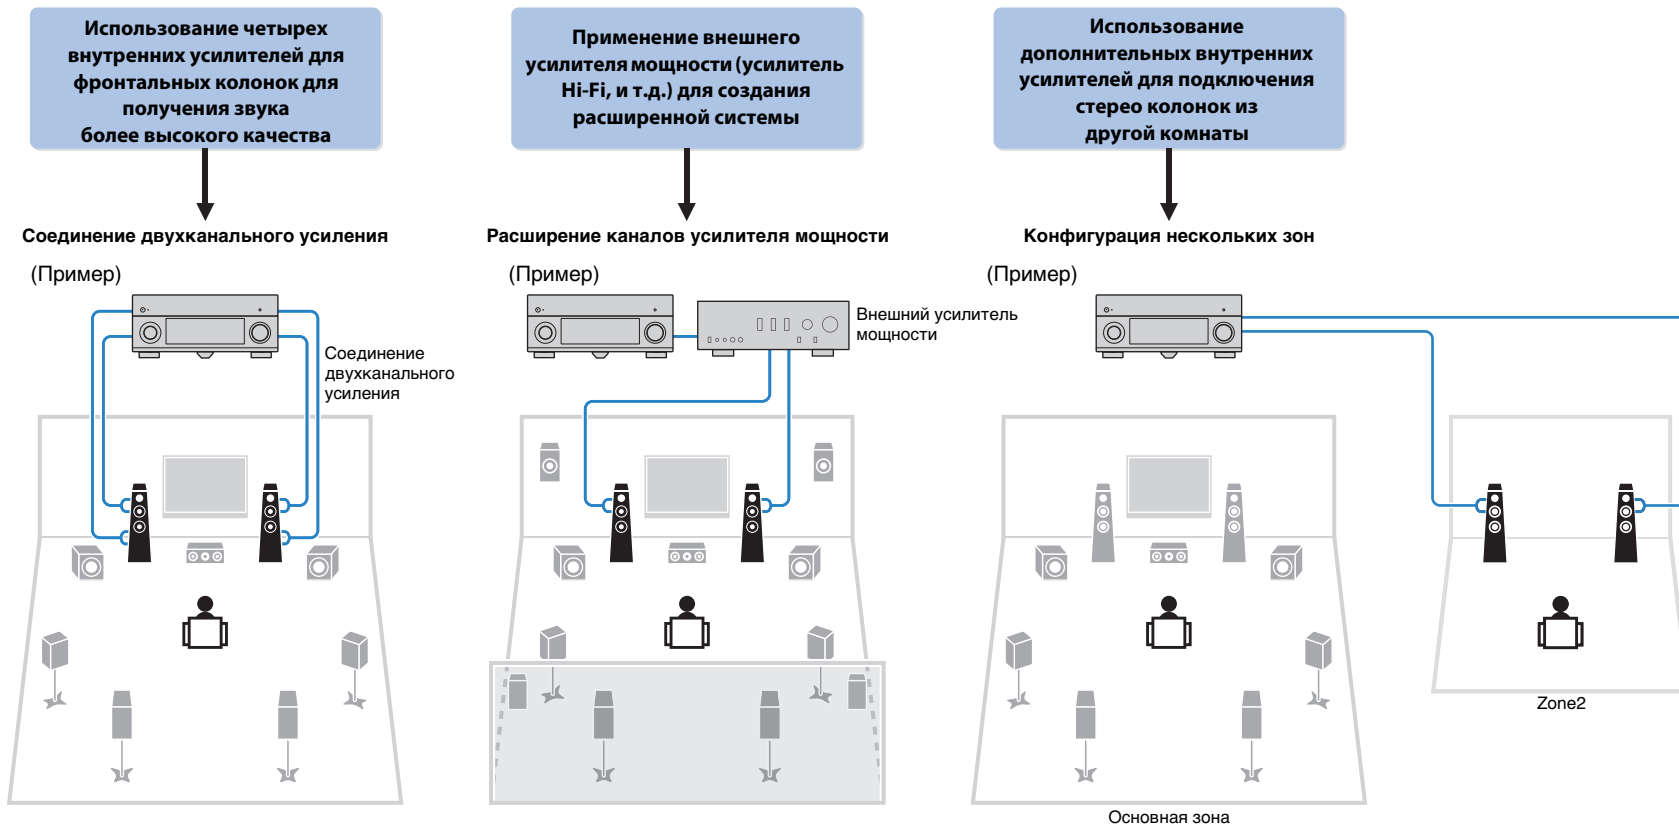 Использование четырех
внутренних усилителей для
фронтальных колонок для
получения звука
более высокого качества
Соединение двухканального усиления
(Пример)
Соединение
двухканального
усиления
Применение внешнего
усилителя мощности (усилитель
Hi-Fi, и т.д.) для создания
расширенной системы
Расширение каналов усилителя мощности
(Пример)
Внешний усилитель
мощности
Использование
дополнительных внутренних
усилителей для подключения
стерео колонок из
другой комнаты
Конфигурация нескольких зон
(Пример)
Zone2
Основная зона